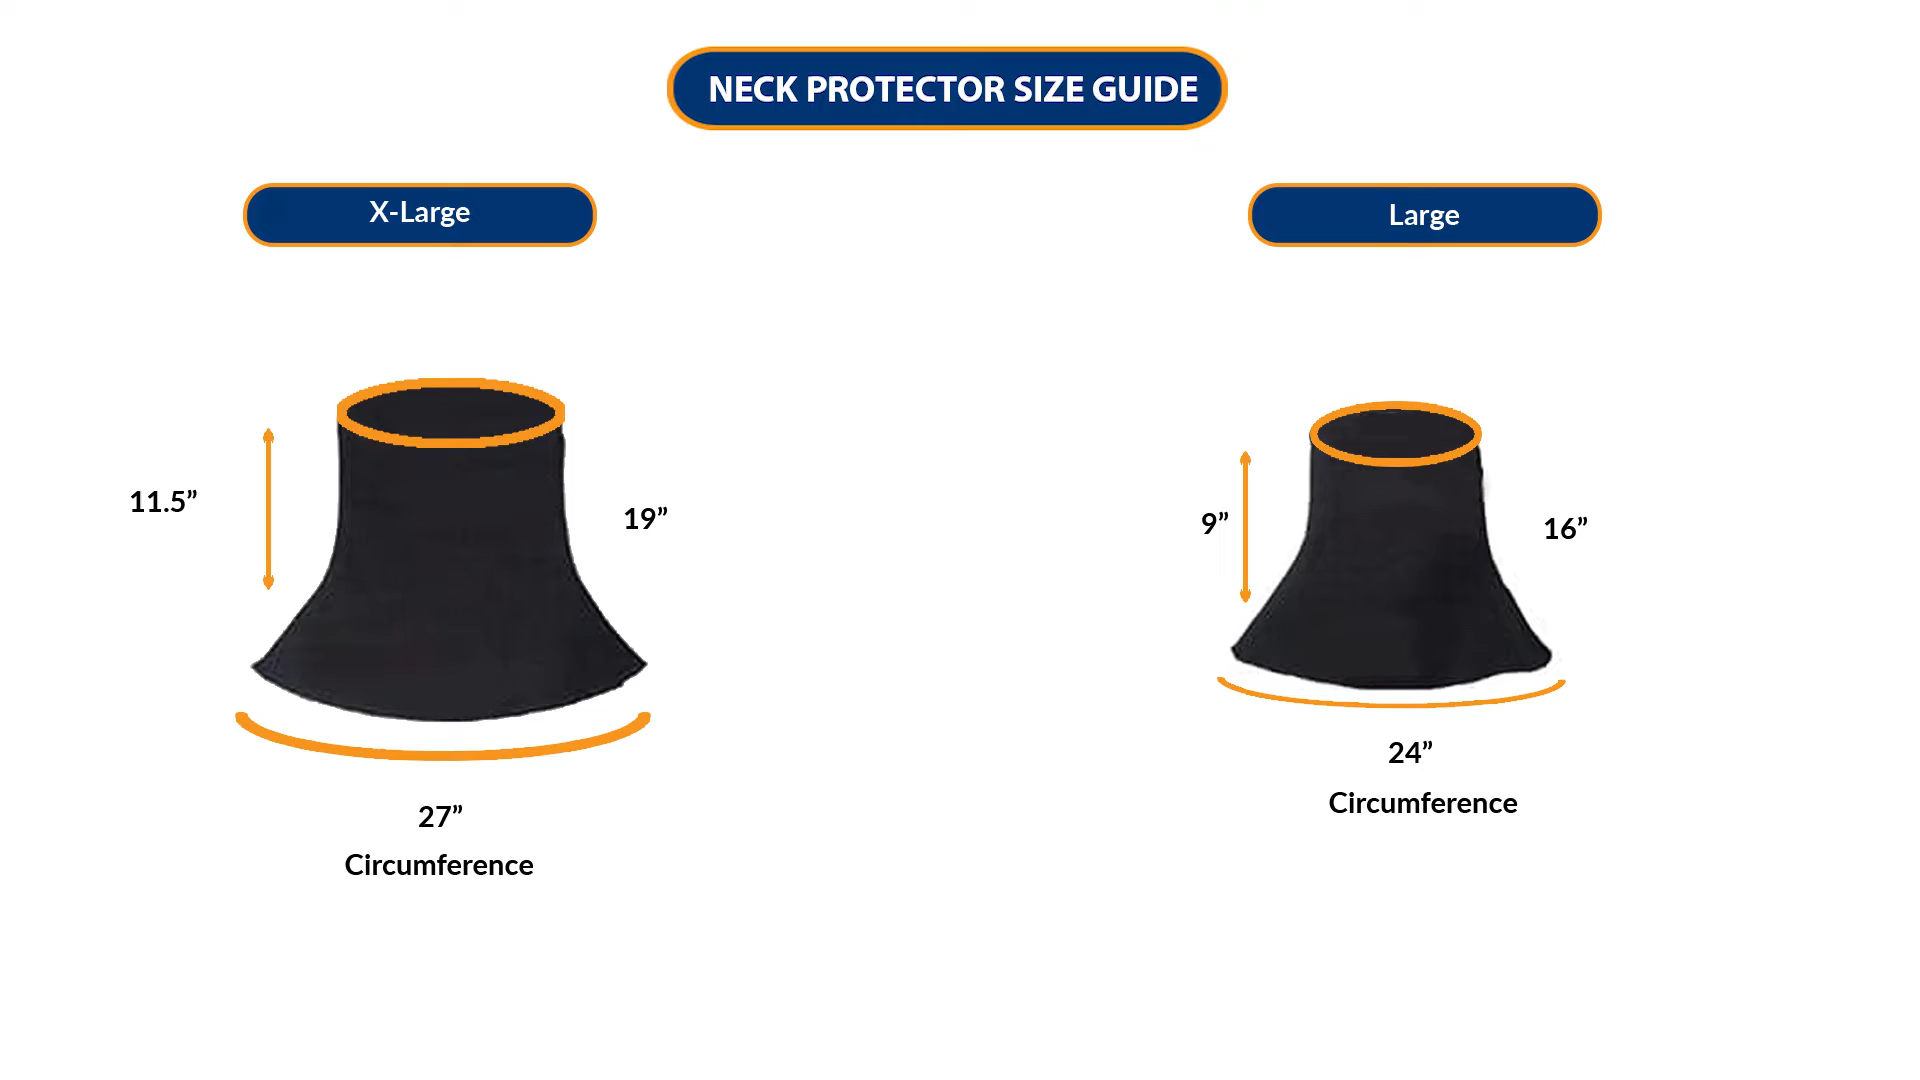 NECK PROTECTOR SIZE GUIDE
X-Large
11.5”
19”
27”
Circumference
Large
9”
16”
24”
Circumference